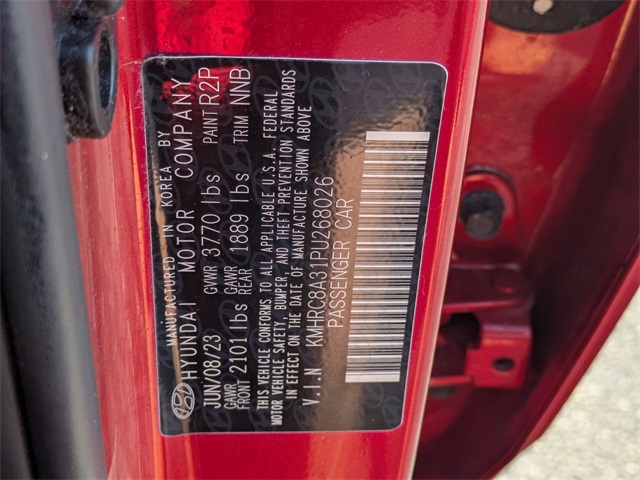 MANUFACTURED IN KOREA BY
HYUNDAI MOTOR COMPANY
JUN/08/23 GVWR 3770 lbs PAINT R2P
GAWR FRONT 2101 lbs GAWR REAR 1889 lbs TRIM NNB
THIS VEHICLE CONFORMS TO ALL APPLICABLE U.S.A. FEDERAL
MOTOR VEHICLE SAFETY, BUMPER, AND THEFT PREVENTION STANDARDS
IN EFFECT ON THE DATE OF MANUFACTURE SHOWN ABOVE
V.I.N KMHRC8A31PU268026
PASSENGER CAR